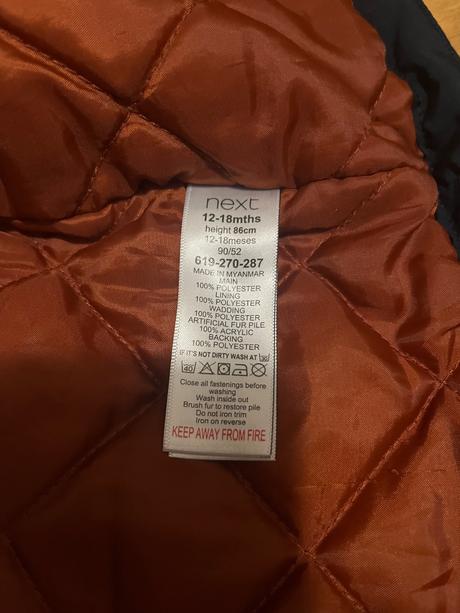 next
12-18mths
height 86cm
12-18meses
90/52
619-270-287
MADE IN MYANMAR
MAIN
100% POLYESTER
LINING
100% POLYESTER
WADDING
100% POLYESTER
ARTIFICIAL FUR PILE
100% ACRYLIC
BACKING
100% POLYESTER
IF IT'S NOT DIRTY WASH AT 30
40
Close all fastenings before
washing
Wash inside out
Brush fur to restore pile
Do not iron trim
Iron on reverse
KEEP AWAY FROM FIRE